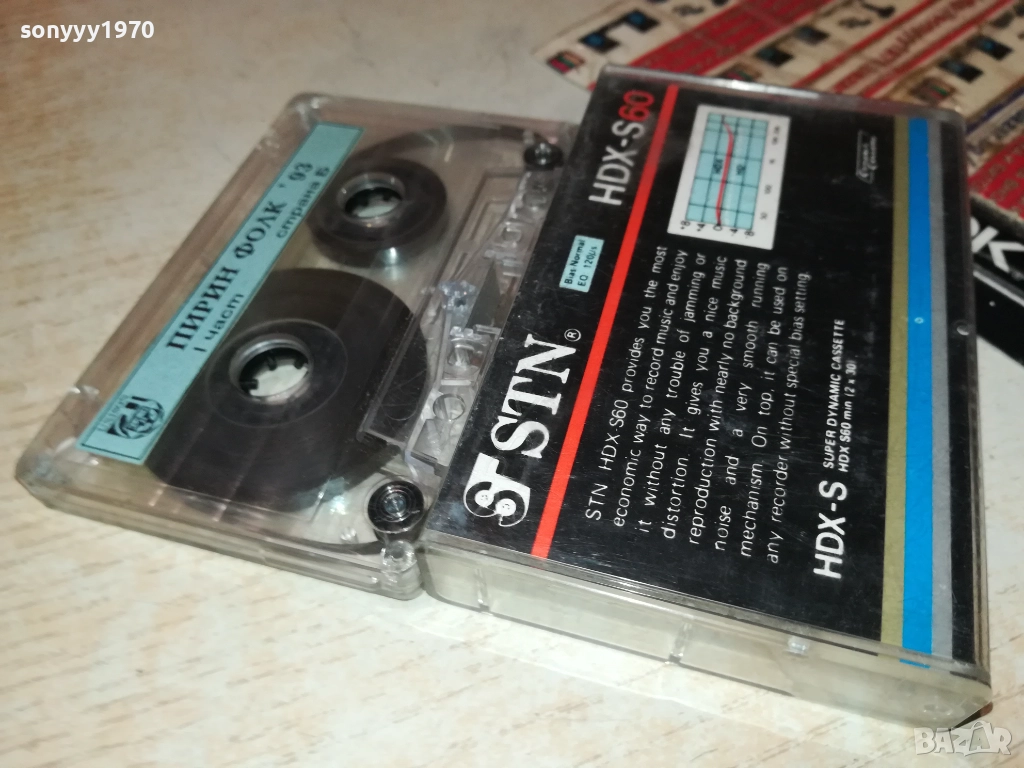 sonyyy1970
ПИРИН ФОЛК '93
I част
страна Б
STN®
HDX-S60
Bias-Normal
EQ 120µs
STN HDX S60 provides you the most
economic way to record music and enjoy
it without any trouble of jamming or
distortion. It gives you a nice music
reproduction with nearly no background
noise and a very smooth running
mechanism. On top, it can be used on
any recorder without special bias setting.
HDX-S SUPER DYNAMIC CASSETTE
HDX S60 mm (2 x 30)
BAZAR